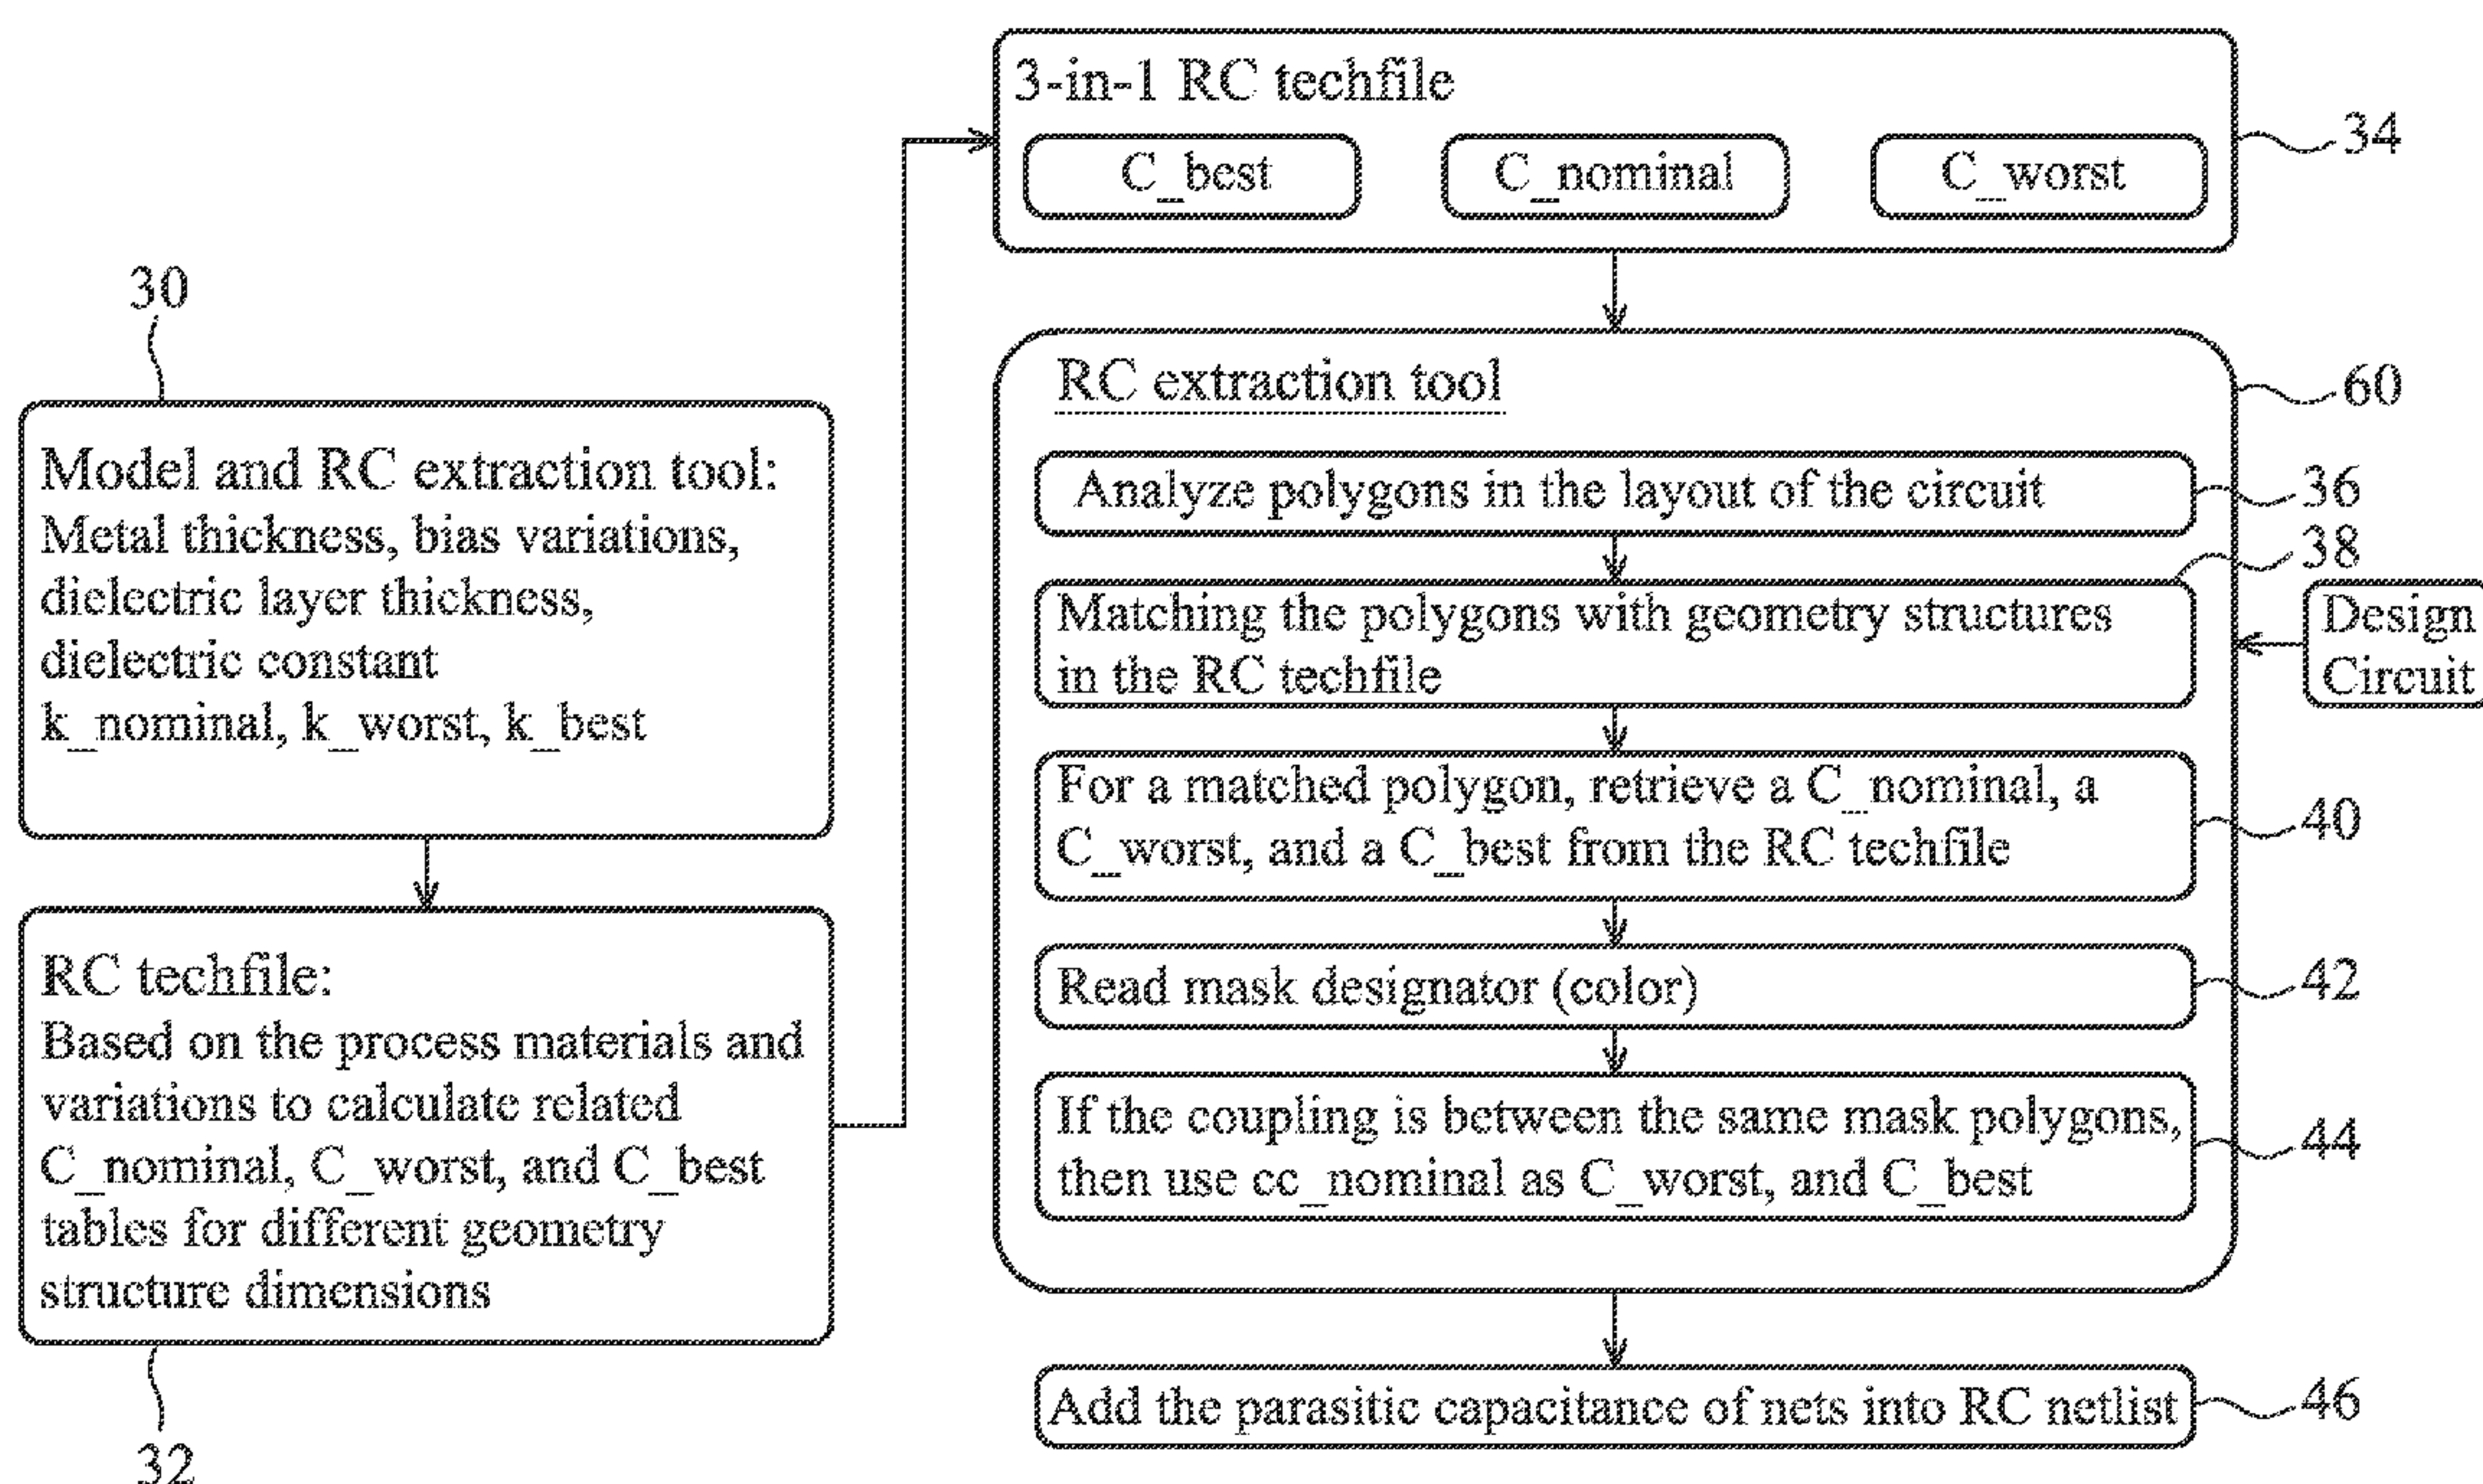 30
Model and RC extraction tool:
Metal thickness, bias variations,
dielectric layer thickness,
dielectric constant
k_nominal, k_worst, k_best
RC techfile:
Based on the process materials and
variations to calculate related
C_nominal, C_worst, and C_best
tables for different geometry
structure dimensions
32
3-in-1 RC techfile
C_best
C_nominal
C_worst
34
RC extraction tool
60
Analyze polygons in the layout of the circuit
36
38
Matching the polygons with geometry structures
in the RC techfile
Design
Circuit
For a matched polygon, retrieve a C_nominal, a
C_worst, and a C_best from the RC techfile
40
Read mask designator (color)
42
If the coupling is between the same mask polygons,
then use cc_nominal as C_worst, and C_best
44
Add the parasitic capacitance of nets into RC netlist
46